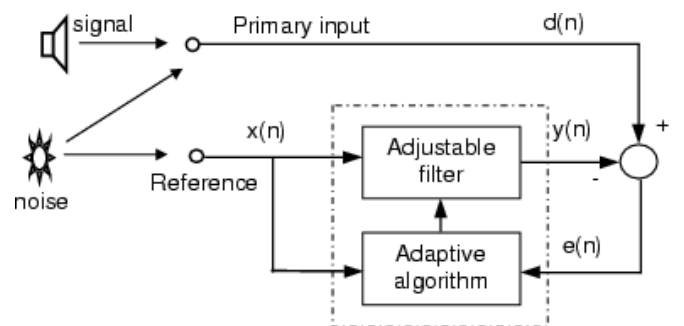 signal
Primary input
d(n)
+
x(n)
Adjustable
filter
y(n)
-
Reference
noise
Adaptive
algorithm
e(n)